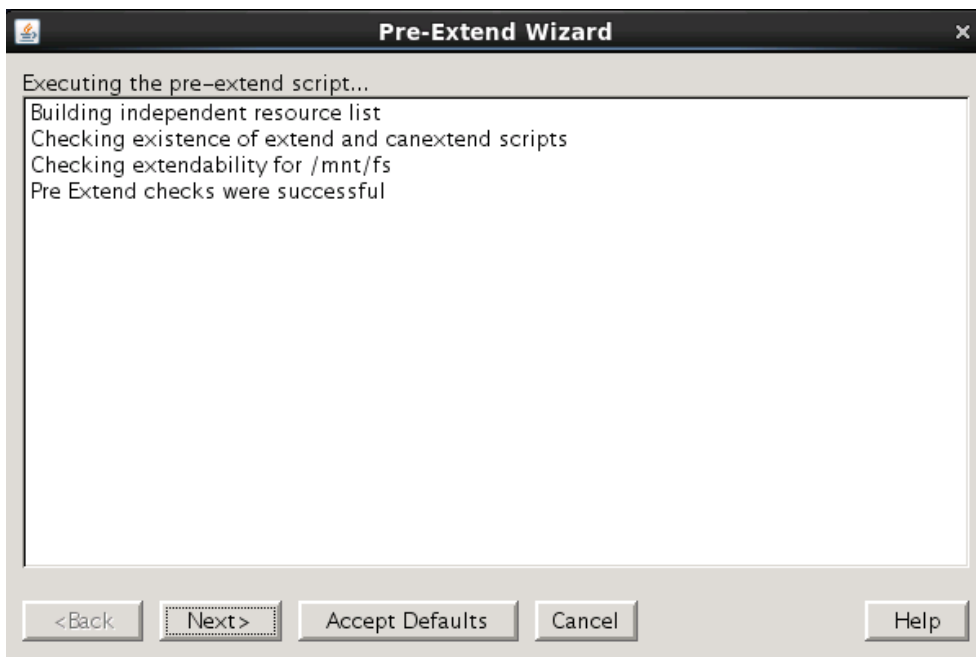 Pre-Extend Wizard
Executing the pre-extend script...
Building independent resource list
Checking existence of extend and canextend scripts
Checking extendability for /mnt/fs
Pre Extend checks were successful
<Back Next> Accept Defaults Cancel Help